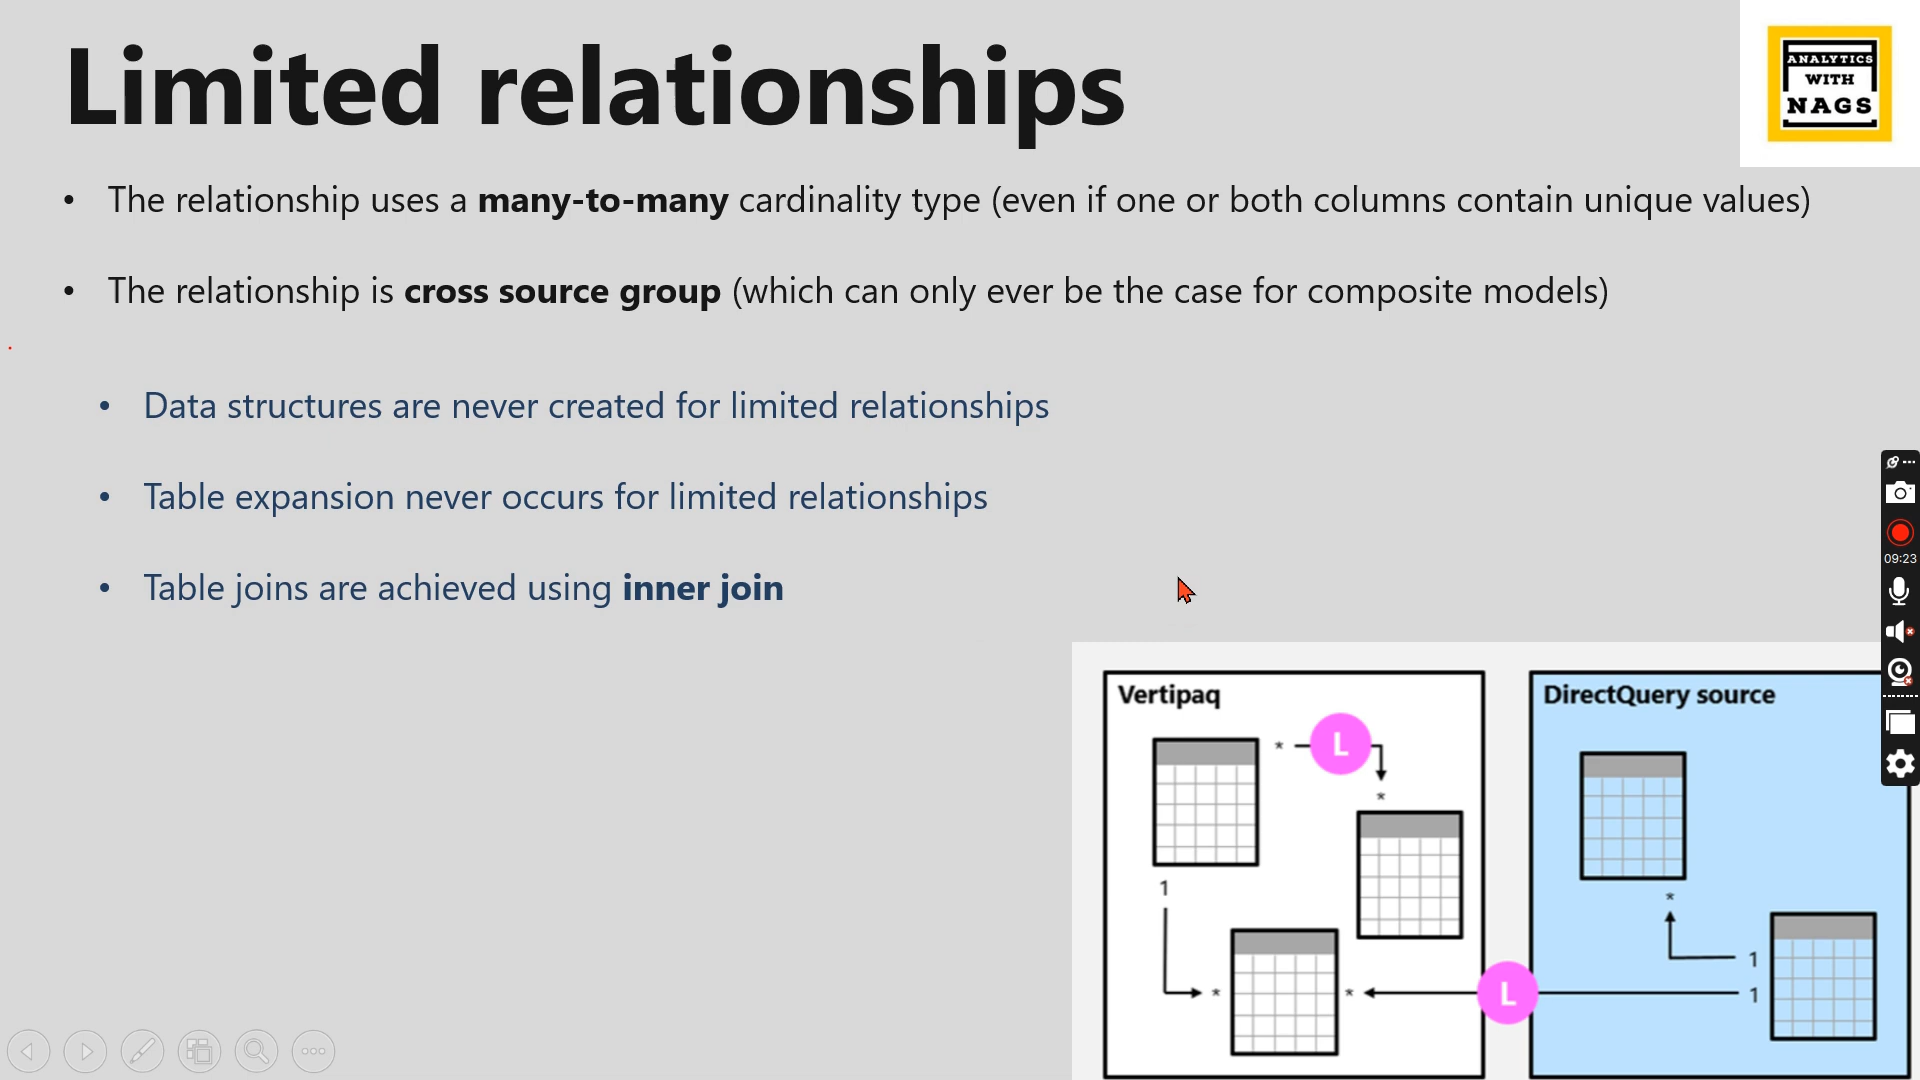 Limited relationships
ANALYTICS
WITH
NAGS
• The relationship uses a many-to-many cardinality type (even if one or both columns contain unique values)
• The relationship is cross source group (which can only ever be the case for composite models)
• Data structures are never created for limited relationships
• Table expansion never occurs for limited relationships
• Table joins are achieved using inner join
09:23
Vertipaq
DirectQuery source
* L
*
1
*
1
* * L 1